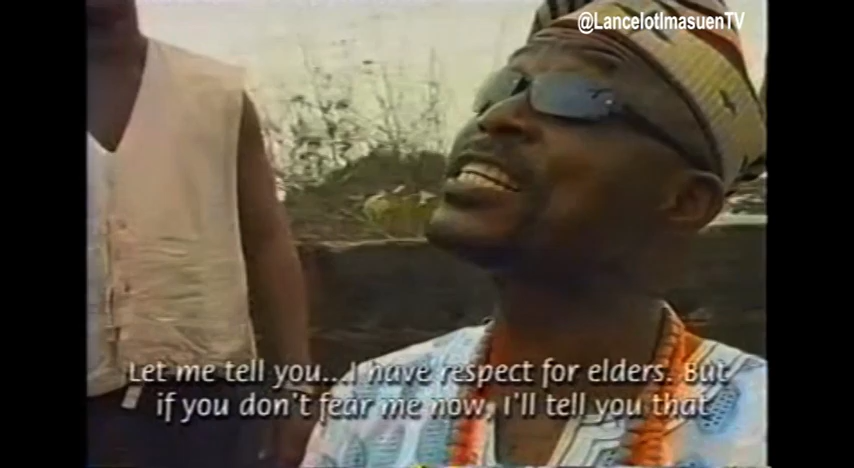 @LancelotImasuenTV
Let me tell you...I have respect for elders. But
if you don't fear me now, I'll tell you that